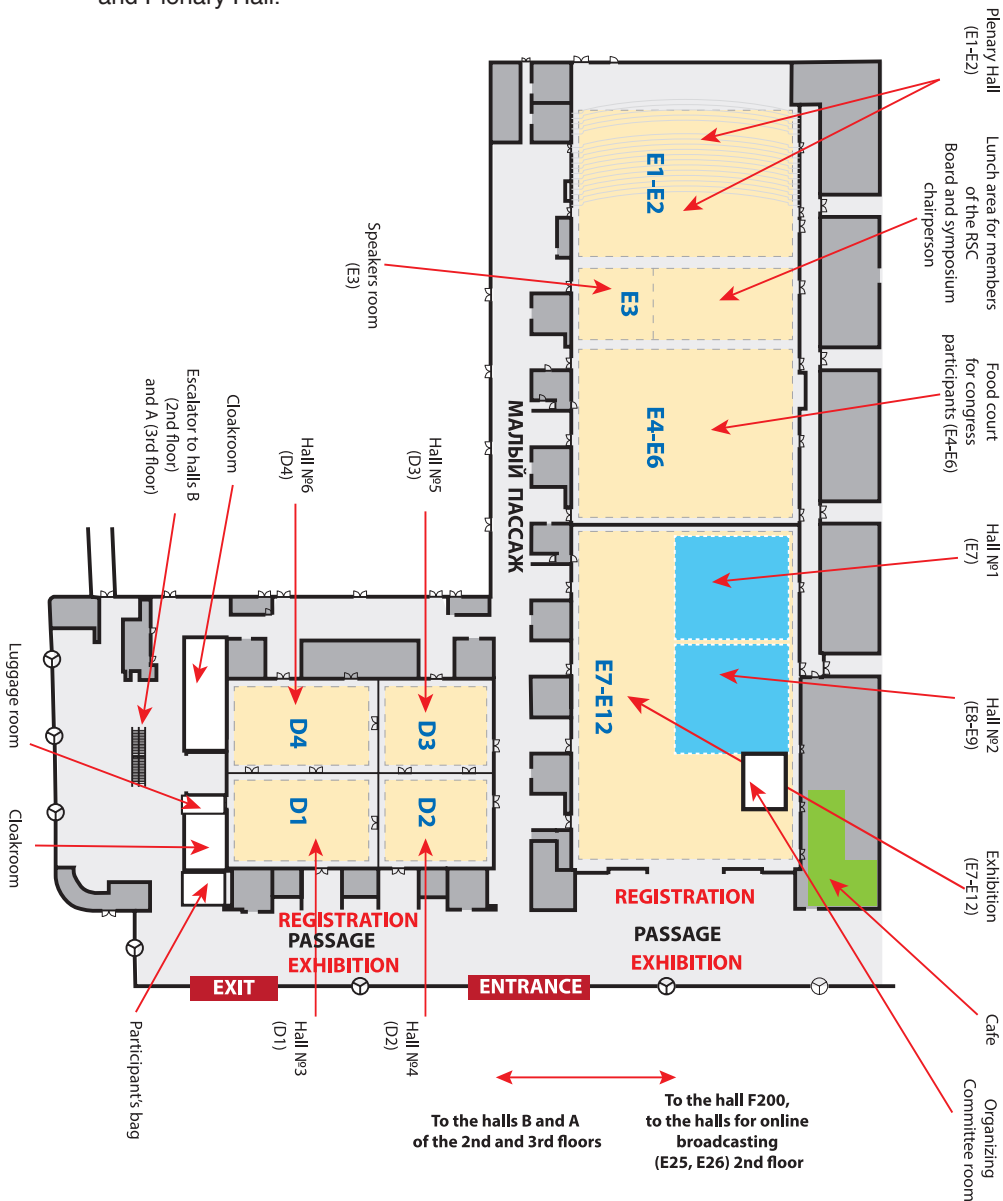 and Plenary Hall.
Plenary Hall
(E1-E2)
Lunch area for members
of the RSC
Board and symposium
chairperson
Food court
for congress
participants (E4-E6)
Hall №1
(E7)
Hall №2
(E8-E9)
Exhibition
(E7-E12)
Cafe
Organizing
Committee room
E1-E2
E3
E4-E6
E7-E12
Speakers room
(E3)
МАЛЫЙ ПАССАЖ
Hall №5
(D3)
Hall №6
(D4)
Cloakroom
Escalator to halls B
(2nd floor)
and A (3rd floor)
D4
D3
D1
D2
Luggage room
Cloakroom
Participant's bag
REGISTRATION
PASSAGE
EXHIBITION
REGISTRATION
PASSAGE
EXHIBITION
EXIT
ENTRANCE
Hall №3
(D1)
Hall №4
(D2)
To the halls B and A
of the 2nd and 3rd floors
To the hall F200,
to the halls for online
broadcasting
(E25, E26) 2nd floor